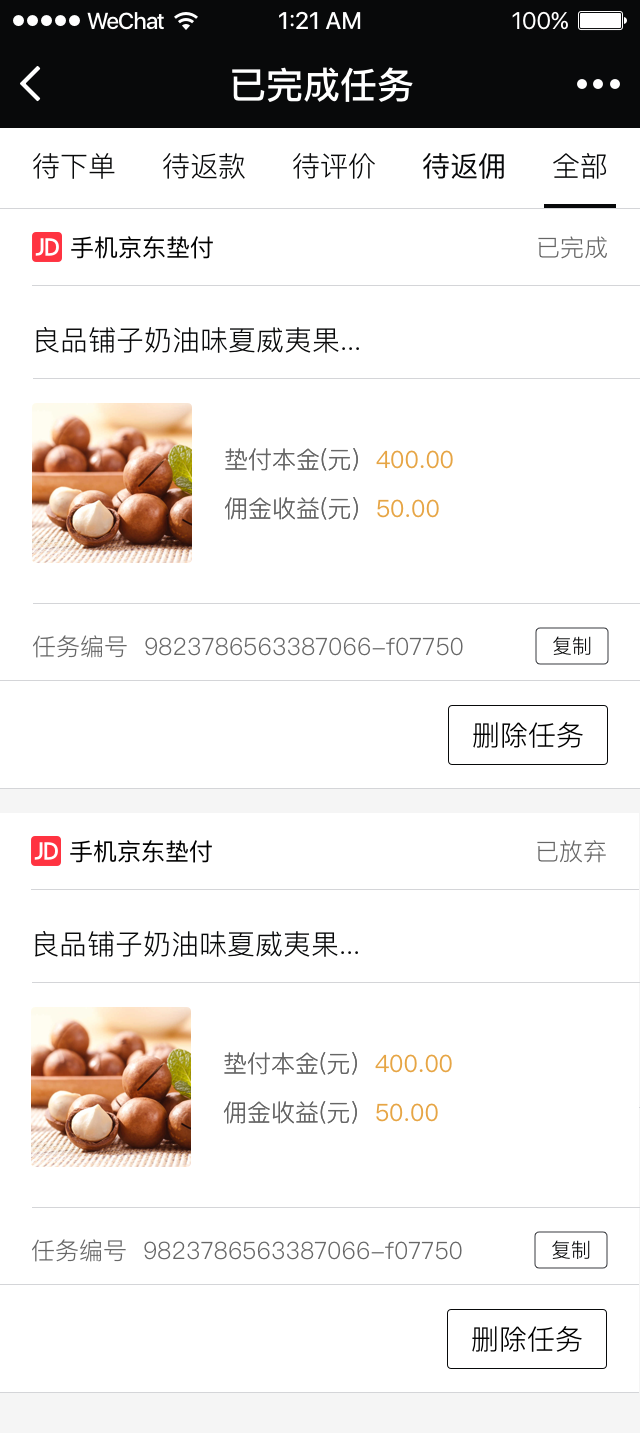 WeChat 1:21 AM 100%
已完成任务
待下单 待返款 待评价 待返佣 全部
JD 手机京东垫付 已完成
良品铺子奶油味夏威夷果...
垫付本金(元) 400.00
佣金收益(元) 50.00
任务编号 9823786563387066-f07750 复制
删除任务
JD 手机京东垫付 已放弃
良品铺子奶油味夏威夷果...
垫付本金(元) 400.00
佣金收益(元) 50.00
任务编号 9823786563387066-f07750 复制
删除任务